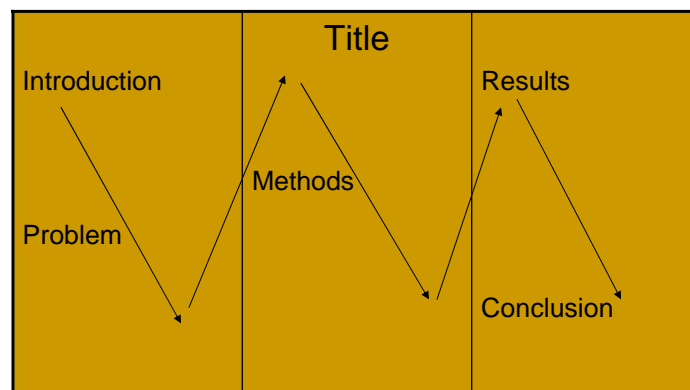 Title
Introduction
Problem
Methods
Results
Conclusion